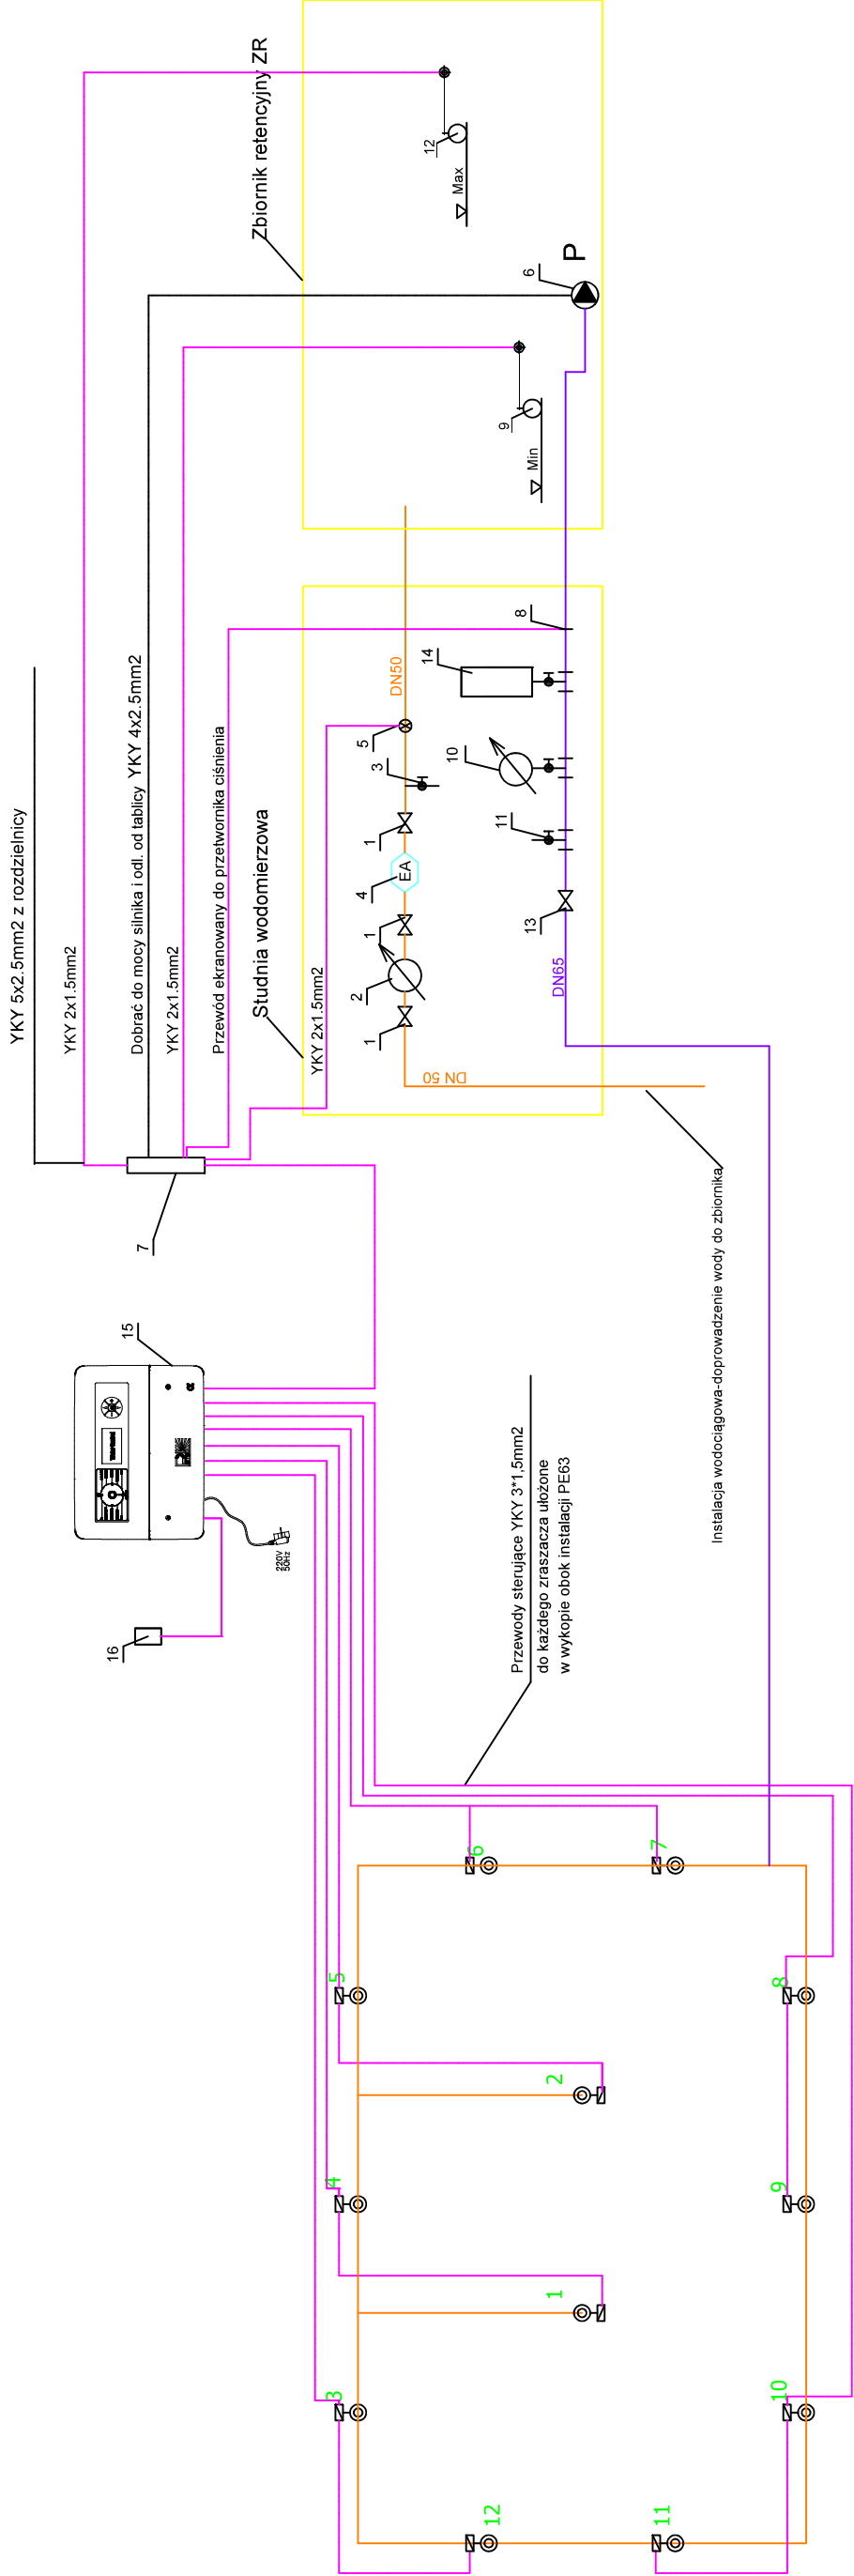 YKY 5x2.5mm2 z rozdzielnicy
YKY 2x1.5mm2
Dobrać do mocy silnika i odl. od tablicy YKY 4x2.5mm2
YKY 2x1.5mm2
Przewód ekranowany do przetwornika ciśnienia
Zbiornik retencyjny ZR
12
Max
6
P
9
Min
Studnia wodomierzowa
YKY 2x1.5mm2
DN50
8
14
5
3
10
1
11
4
EA
1
13
2
1
DN65
DN 50
7
Instalacja wodociągowa-doprowadzenie wody do zbiornika
15
220V
50Hz
16
Przewody sterujące YKY 3*1,5mm2
do każdego zraszacza ułożone
w wykopie obok instalacji PE63
6
7
5
8
2
4
9
1
3
10
12
11